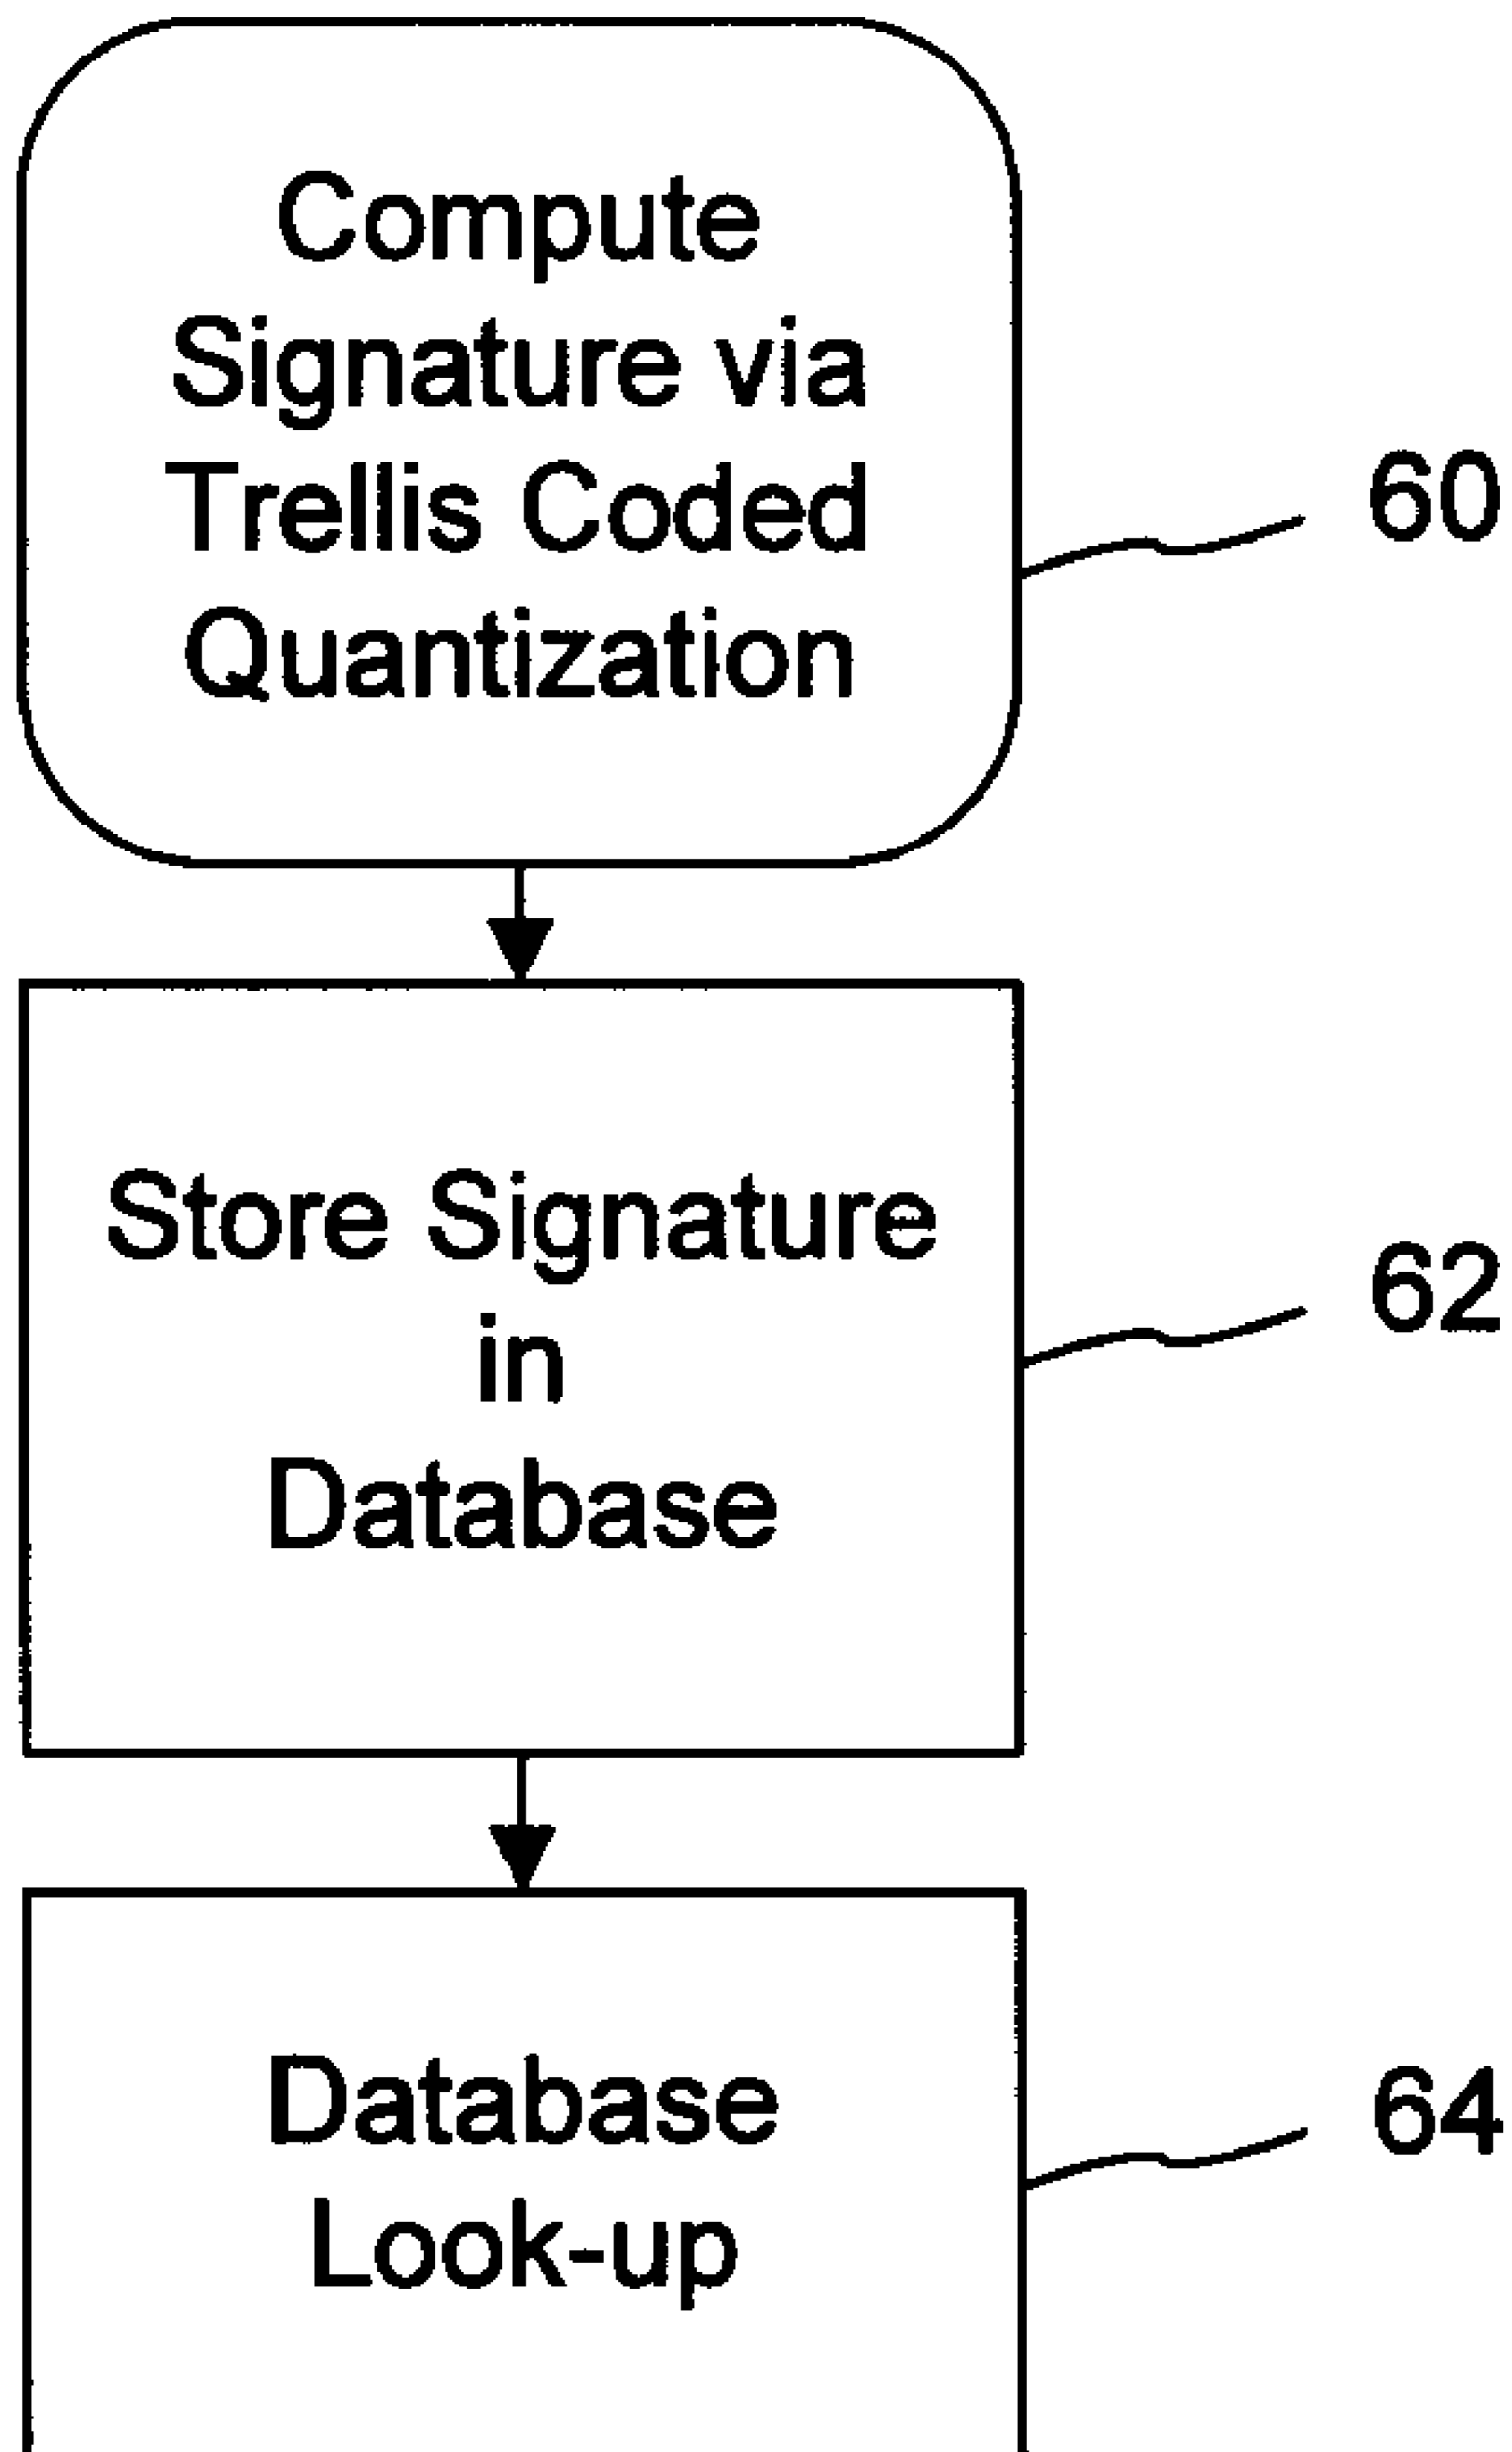 Compute
Signature via
Trellis Coded
Quantization
60
Store Signature
in
Database
62
Database
Look-up
64